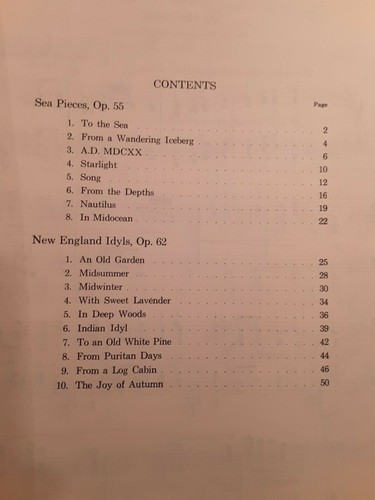 CONTENTS
Sea Pieces, Op. 55 Page
1. To the Sea 2
2. From a Wandering Iceberg 4
3. A.D. MDCXX 6
4. Starlight 10
5. Song 12
6. From the Depths 16
7. Nautilus 19
8. In Midocean 22
New England Idyls, Op. 62
1. An Old Garden 25
2. Midsummer 28
3. Midwinter 30
4. With Sweet Lavender 34
5. In Deep Woods 36
6. Indian Idyl 39
7. To an Old White Pine 42
8. From Puritan Days 44
9. From a Log Cabin 46
10. The Joy of Autumn 50